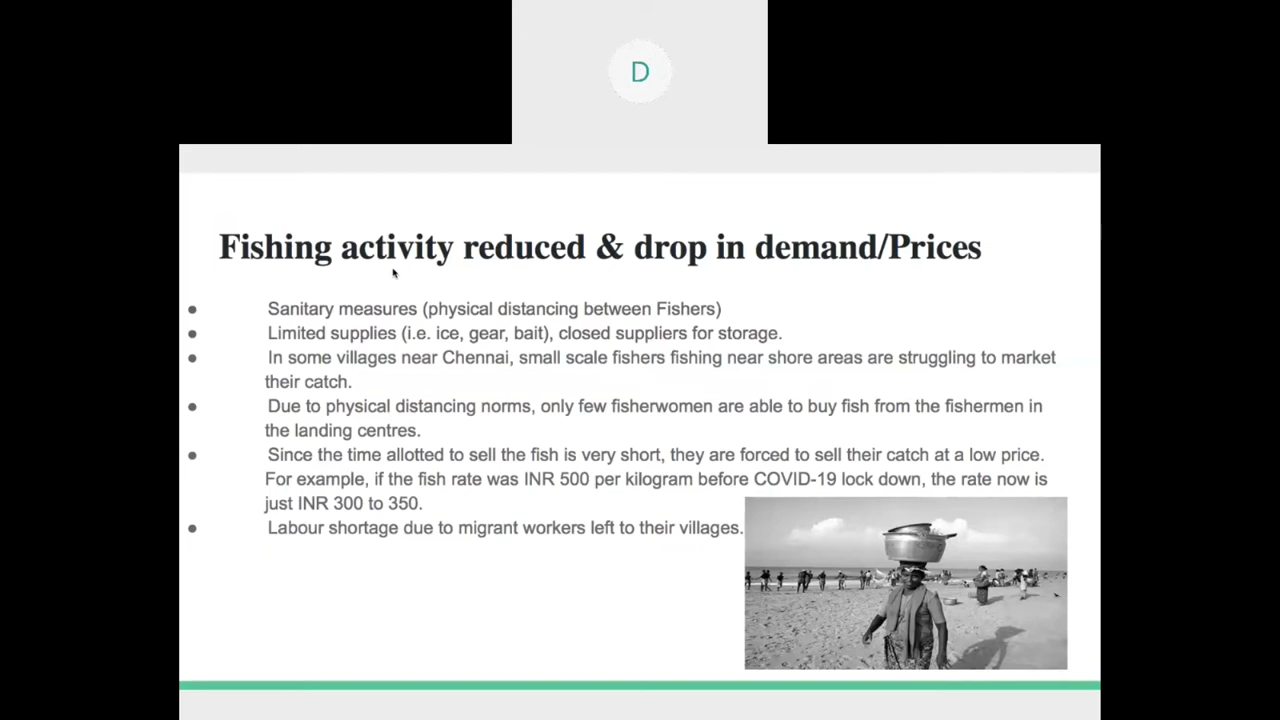 D
Fishing activity reduced & drop in demand/Prices
● Sanitary measures (physical distancing between Fishers)
● Limited supplies (i.e. ice, gear, bait), closed suppliers for storage.
● In some villages near Chennai, small scale fishers fishing near shore areas are struggling to market
their catch.
● Due to physical distancing norms, only few fisherwomen are able to buy fish from the fishermen in
the landing centres.
● Since the time allotted to sell the fish is very short, they are forced to sell their catch at a low price.
For example, if the fish rate was INR 500 per kilogram before COVID-19 lock down, the rate now is
just INR 300 to 350.
● Labour shortage due to migrant workers left to their villages.